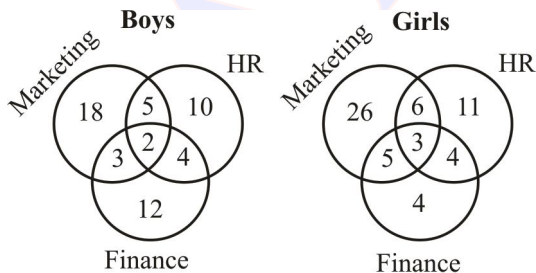 Boys
Marketing
HR
18
5
10
2
3
4
12
Finance
Girls
Marketing
HR
26
6
11
3
5
4
4
Finance